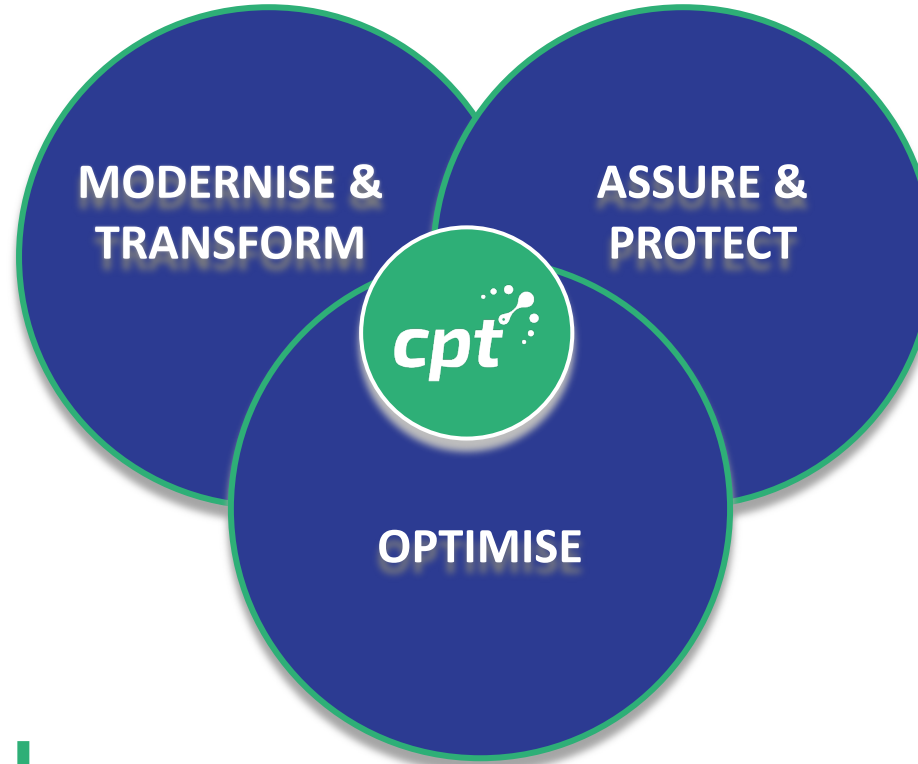 MODERNISE &
TRANSFORM
ASSURE &
PROTECT
cpt
OPTIMISE